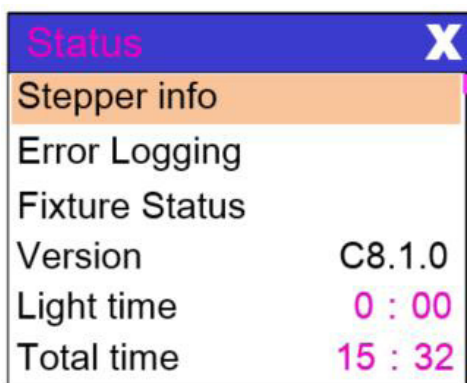 Status X
Stepper info
Error Logging
Fixture Status
Version C8.1.0
Light time 0 : 00
Total time 15 : 32